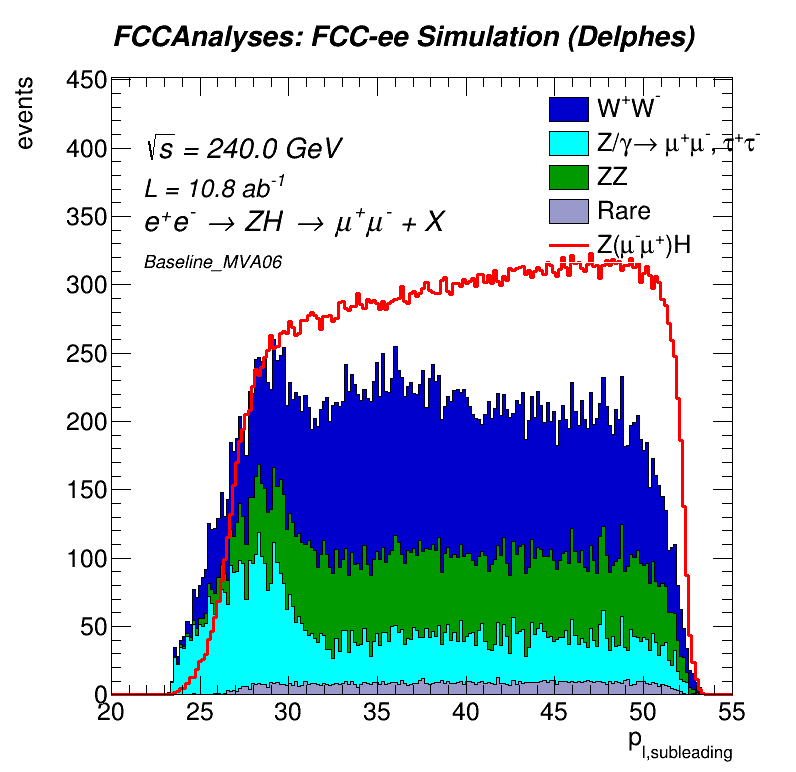 FCCAnalyses: FCC-ee Simulation (Delphes)
events
450
400
350
300
250
200
150
100
50
0
√s = 240.0 GeV
L = 10.8 ab⁻¹
e⁺e⁻ → ZH → μ⁺μ⁻ + X
Baseline_MVA06
W⁺W⁻
Z/γ→ μ⁺μ⁻, τ⁺τ⁻
ZZ
Rare
Z(μ⁻μ⁺)H
20 25 30 35 40 45 50 55
p_l,subleading